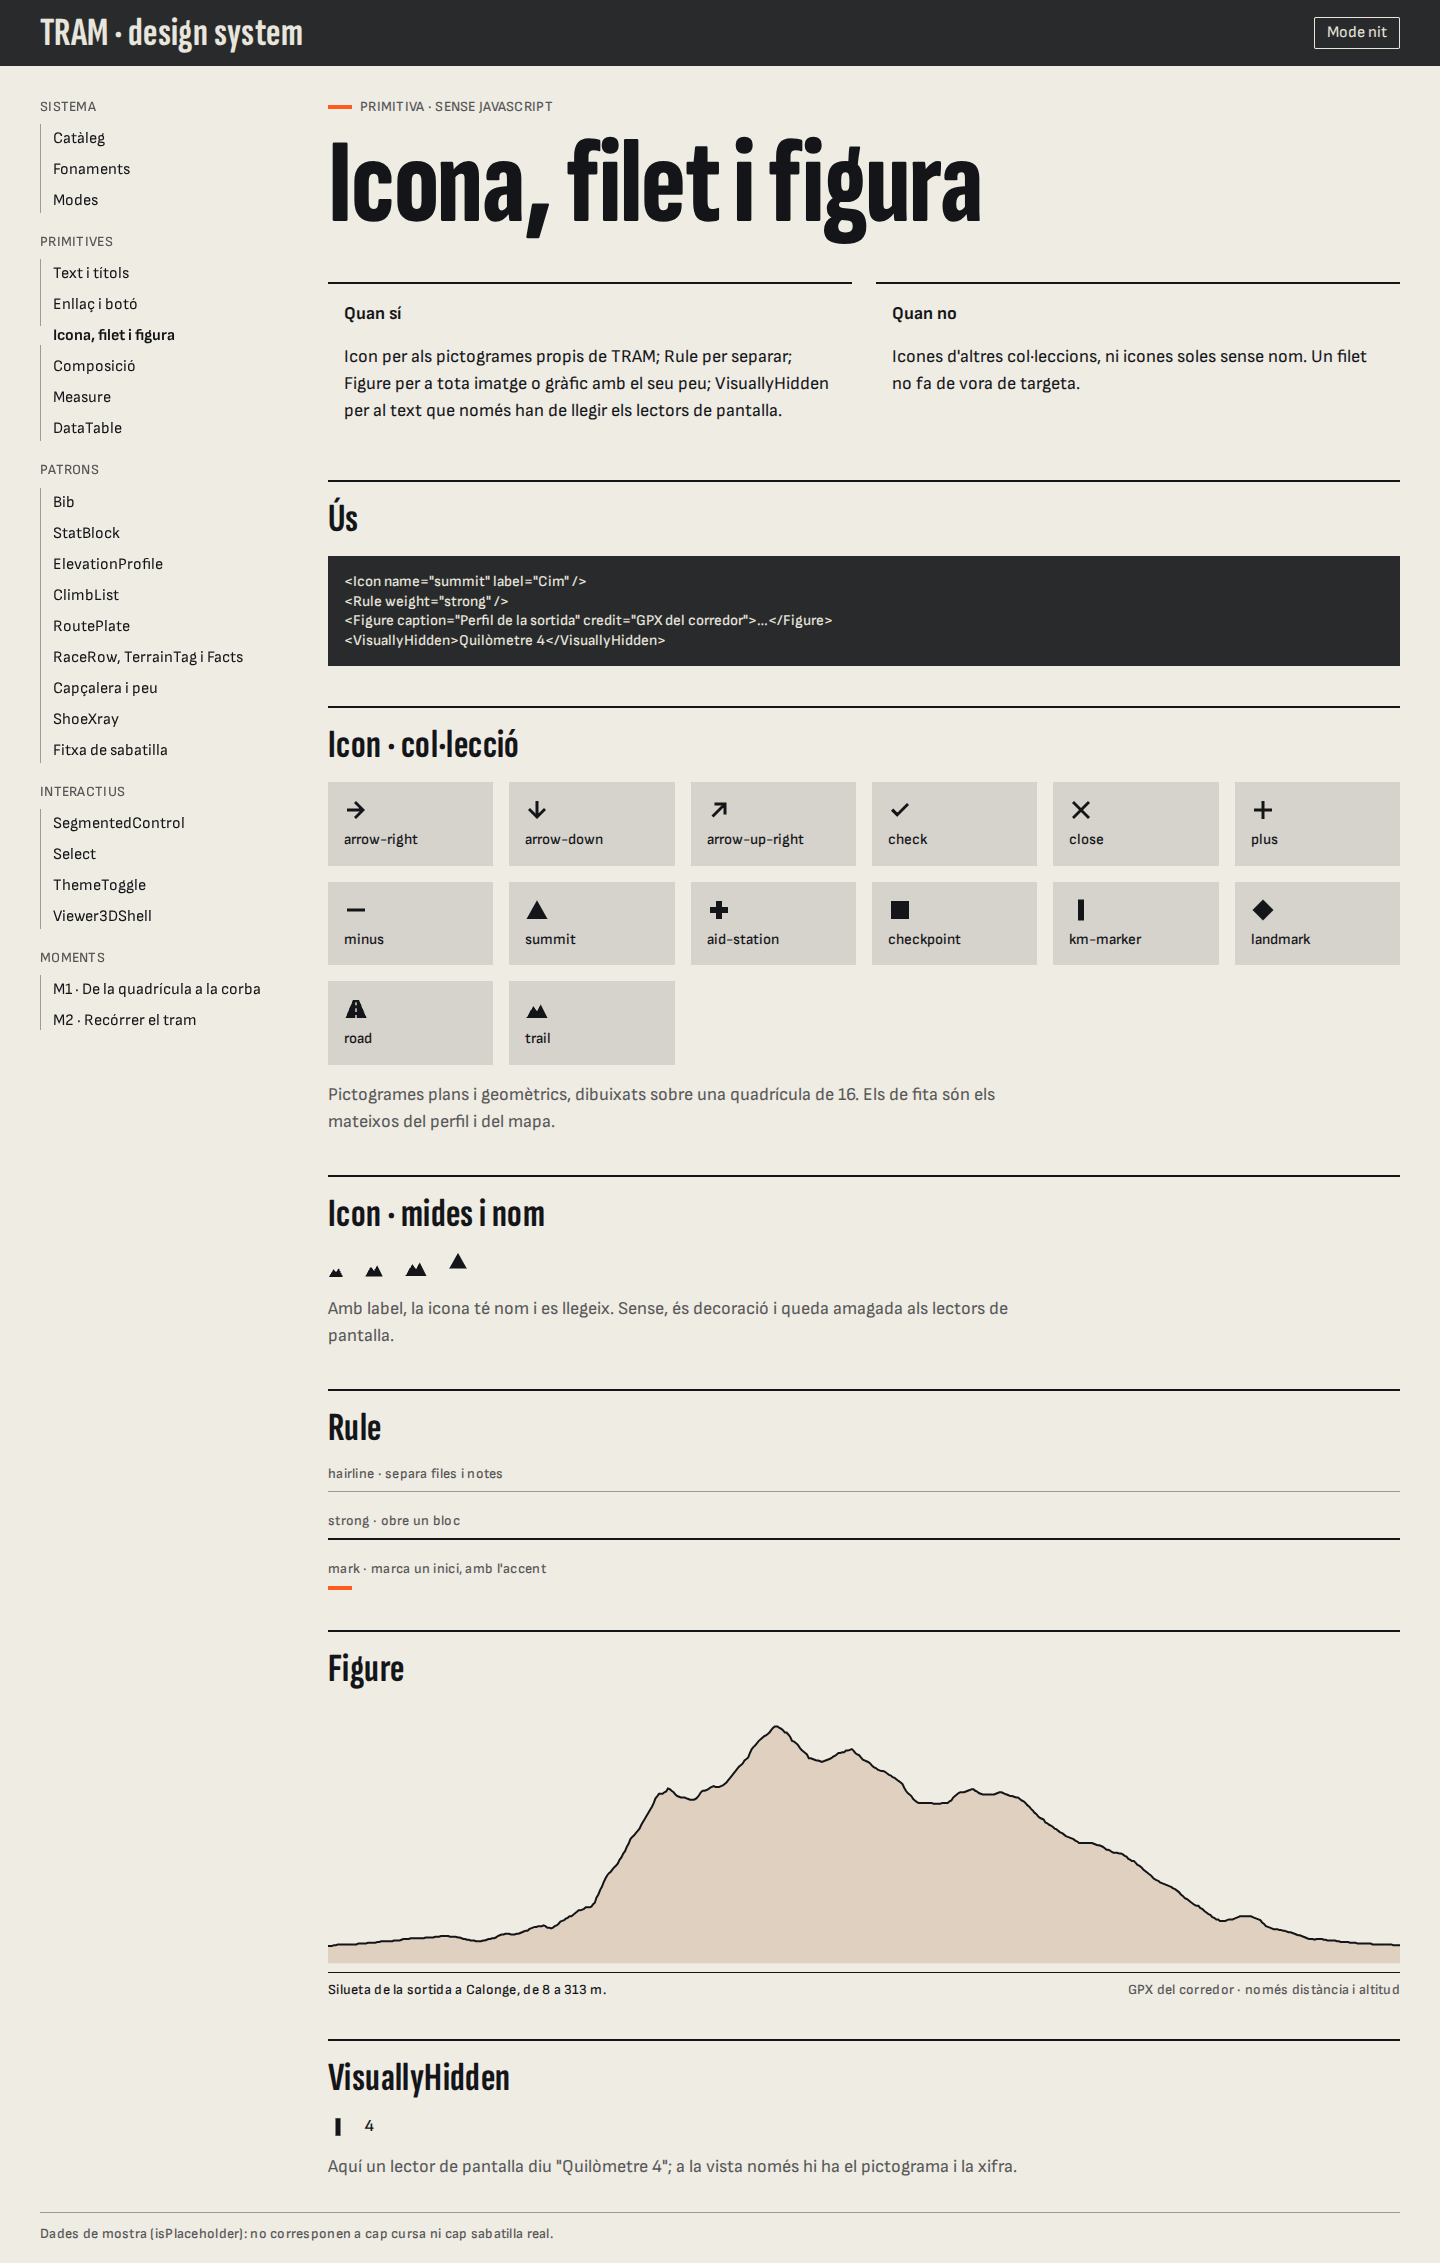 TRAM · design system
Mode nit
SISTEMA
Catàleg
Fonaments
Modes
PRIMITIVES
Text i títols
Enllaç i botó
Icona, filet i figura
Composició
Measure
DataTable
PATRONS
Bib
StatBlock
ElevationProfile
ClimbList
RoutePlate
RaceRow, TerrainTag i Facts
Capçalera i peu
ShoeXray
Fitxa de sabatilla
INTERACTIUS
SegmentedControl
Select
ThemeToggle
Viewer3DShell
MOMENTS
M1 · De la quadrícula a la corba
M2 · Recórrer el tram
PRIMITIVA · SENSE JAVASCRIPT
Icona, filet i figura
Quan sí
Icon per als pictogrames propis de TRAM; Rule per separar;
Figure per a tota imatge o gràfic amb el seu peu; VisuallyHidden
per al text que només han de llegir els lectors de pantalla.
Quan no
Icones d'altres col·leccions, ni icones soles sense nom. Un filet
no fa de vora de targeta.
Ús
<Icon name="summit" label="Cim" />
<Rule weight="strong" />
<Figure caption="Perfil de la sortida" credit="GPX del corredor">…</Figure>
<VisuallyHidden>Quilòmetre 4</VisuallyHidden>
Icon · col·lecció
arrow-right
arrow-down
arrow-up-right
check
close
plus
minus
summit
aid-station
checkpoint
km-marker
landmark
road
trail
Pictogrames plans i geomètrics, dibuixats sobre una quadrícula de 16. Els de fita són els
mateixos del perfil i del mapa.
Icon · mides i nom
Amb label, la icona té nom i es llegeix. Sense, és decoració i queda amagada als lectors de
pantalla.
Rule
hairline · separa files i notes
strong · obre un bloc
mark · marca un inici, amb l'accent
Figure
Silueta de la sortida a Calonge, de 8 a 313 m.
GPX del corredor · només distància i altitud
VisuallyHidden
4
Aquí un lector de pantalla diu "Quilòmetre 4"; a la vista només hi ha el pictograma i la xifra.
Dades de mostra (isPlaceholder): no corresponen a cap cursa ni cap sabatilla real.